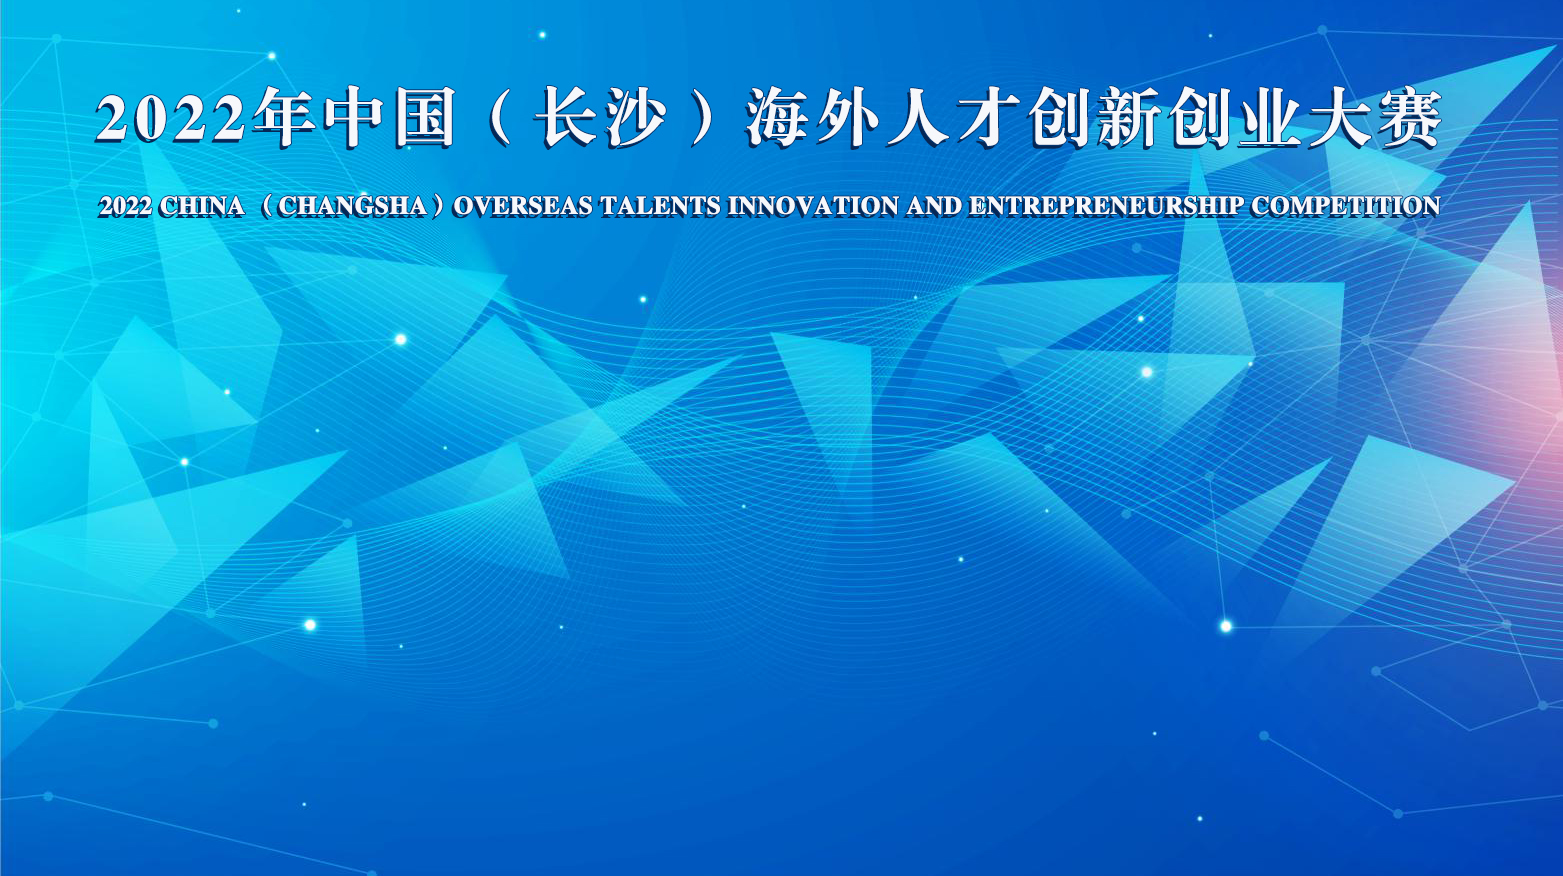 2022年中国（长沙）海外人才创新创业大赛
2022 CHINA （CHANGSHA）OVERSEAS TALENTS INNOVATION AND ENTREPRENEURSHIP COMPETITION